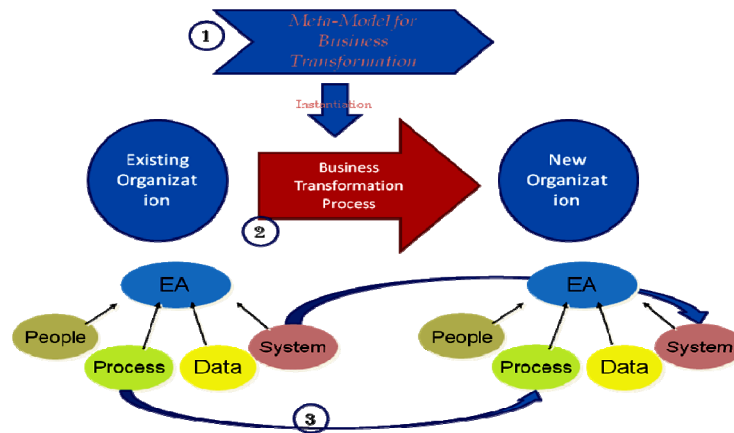 1
Meta-Model for
Business
Transformation
Instantiation
Existing
Organizat
ion
Business
Transformation
Process
New
Organizat
ion
2
EA
People
Process
Data
System
EA
People
Process
Data
System
3